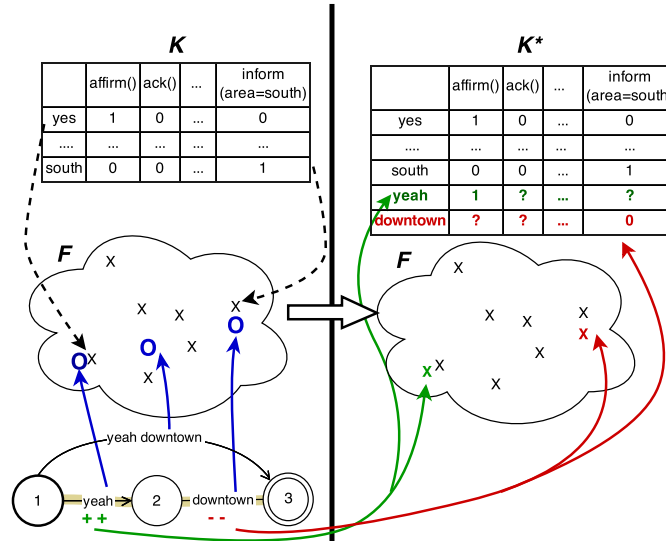 K
affirm() ack() ... inform (area=south)
yes 1 0 ... 0
.... ... ... ... ...
south 0 0 ... 1
F
X
X
X
X
X
X
X
O
O
O
yeah downtown
1 yeah 2 downtown 3
+ + - -
K*
affirm() ack() ... inform (area=south)
yes 1 0 ... 0
.... ... ... ... ...
south 0 0 ... 1
yeah 1 ? ... ?
downtown ? ? ... 0
F
X
X
X
X
X
X
X
X
X